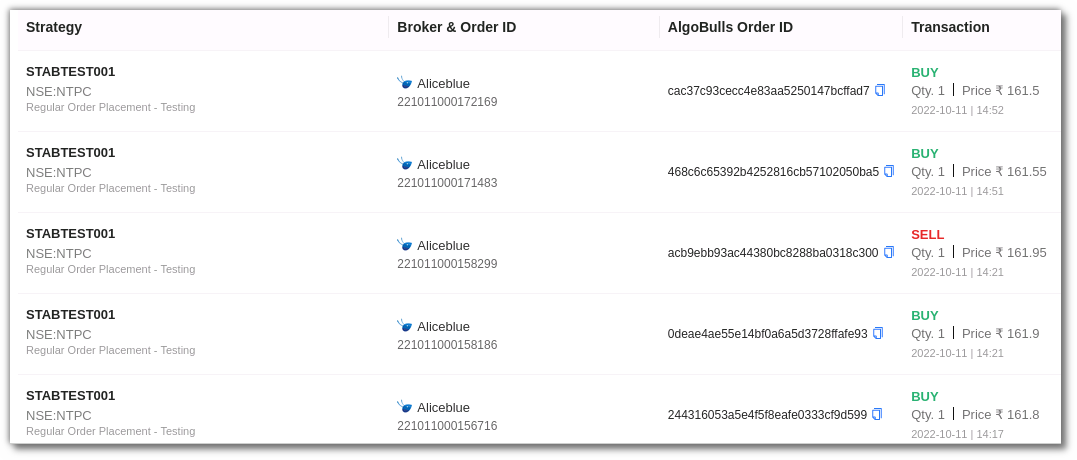 Strategy Broker & Order ID AlgoBulls Order ID Transaction
STABTEST001
NSE:NTPC
Regular Order Placement - Testing
Aliceblue
221011000172169
cac37c93cecc4e83aa5250147bcffad7
BUY
Qty. 1 | Price ₹ 161.5
2022-10-11 | 14:52
STABTEST001
NSE:NTPC
Regular Order Placement - Testing
Aliceblue
221011000171483
468c6c65392b4252816cb57102050ba5
BUY
Qty. 1 | Price ₹ 161.55
2022-10-11 | 14:51
STABTEST001
NSE:NTPC
Regular Order Placement - Testing
Aliceblue
221011000158299
acb9ebb93ac44380bc8288ba0318c300
SELL
Qty. 1 | Price ₹ 161.95
2022-10-11 | 14:21
STABTEST001
NSE:NTPC
Regular Order Placement - Testing
Aliceblue
221011000158186
0deae4ae55e14bf0a6a5d3728ffafe93
BUY
Qty. 1 | Price ₹ 161.9
2022-10-11 | 14:21
STABTEST001
NSE:NTPC
Regular Order Placement - Testing
Aliceblue
221011000156716
244316053a5e4f5f8eafe0333cf9d599
BUY
Qty. 1 | Price ₹ 161.8
2022-10-11 | 14:17